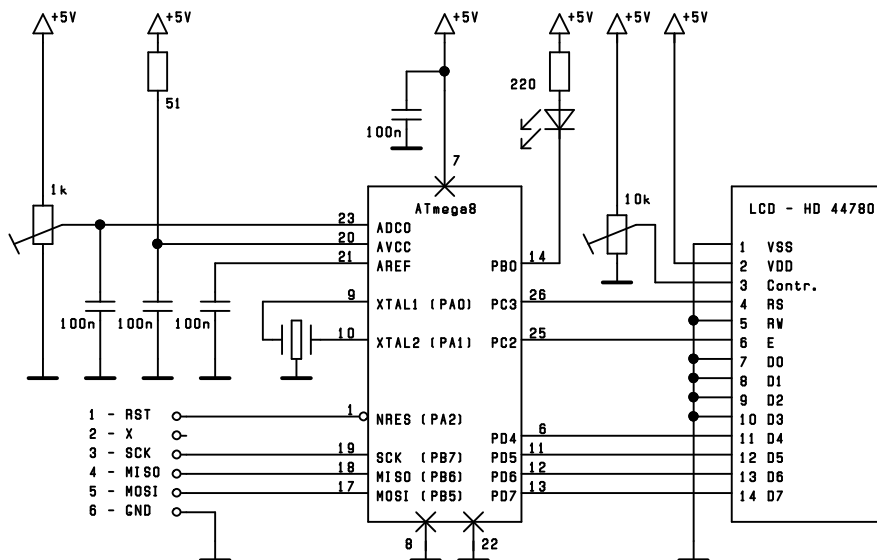 +5V +5V +5V +5V +5V +5V
51
220
100n
7
1k
10k
ATmega8
LCD - HD 44780
23 ADC0
20 AVCC
21 AREF
PB0 14
1 VSS
2 VDD
3 Contr.
9 XTAL1 (PA0)
PC3 26
4 RS
5 RW
100n 100n 100n
10 XTAL2 (PA1)
PC2 25
6 E
7 D0
8 D1
9 D2
10 D3
1 - RST
1 NRES (PA2)
2 - X
PD4 6
11 D4
3 - SCK
19 SCK (PB7)
PD5 11
12 D5
4 - MISO
18 MISO (PB6)
PD6 12
13 D6
5 - MOSI
17 MOSI (PB5)
PD7 13
14 D7
6 - GND
8 22